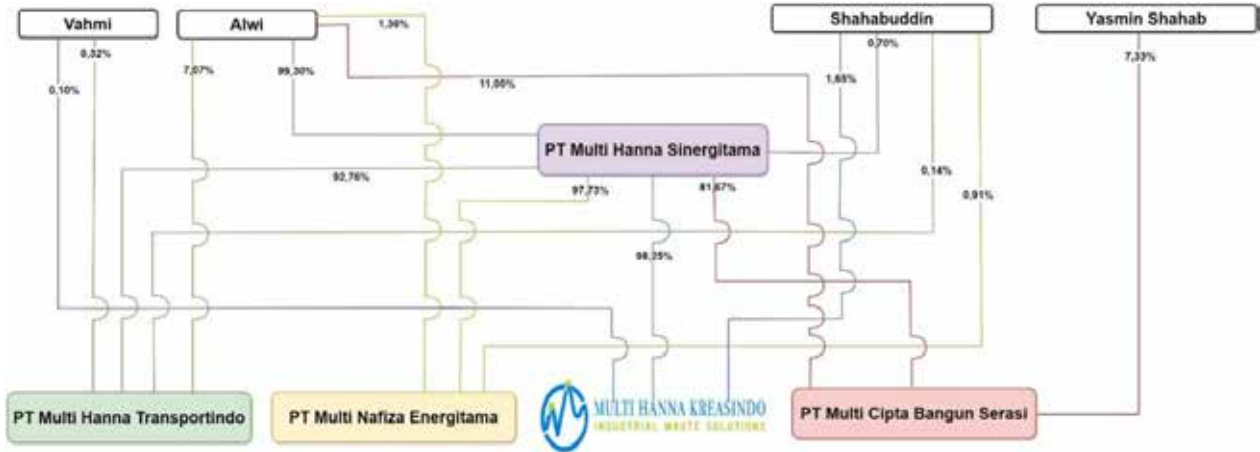 Vahmi
Alwi
Shahabuddin
Yasmin Shahab
1,36%
0,32%
0,70%
7,07%
99,30%
1,65%
7,33%
0,10%
11,00%
PT Multi Hanna Sinergitama
92,76%
97,73%
81,67%
0,14%
0,91%
98,25%
PT Multi Hanna Transportindo
PT Multi Nafiza Energitama
MULTI HANNA KREASINDO
INDUSTRIAL WASTE SOLUTIONS
PT Multi Cipta Bangun Serasi